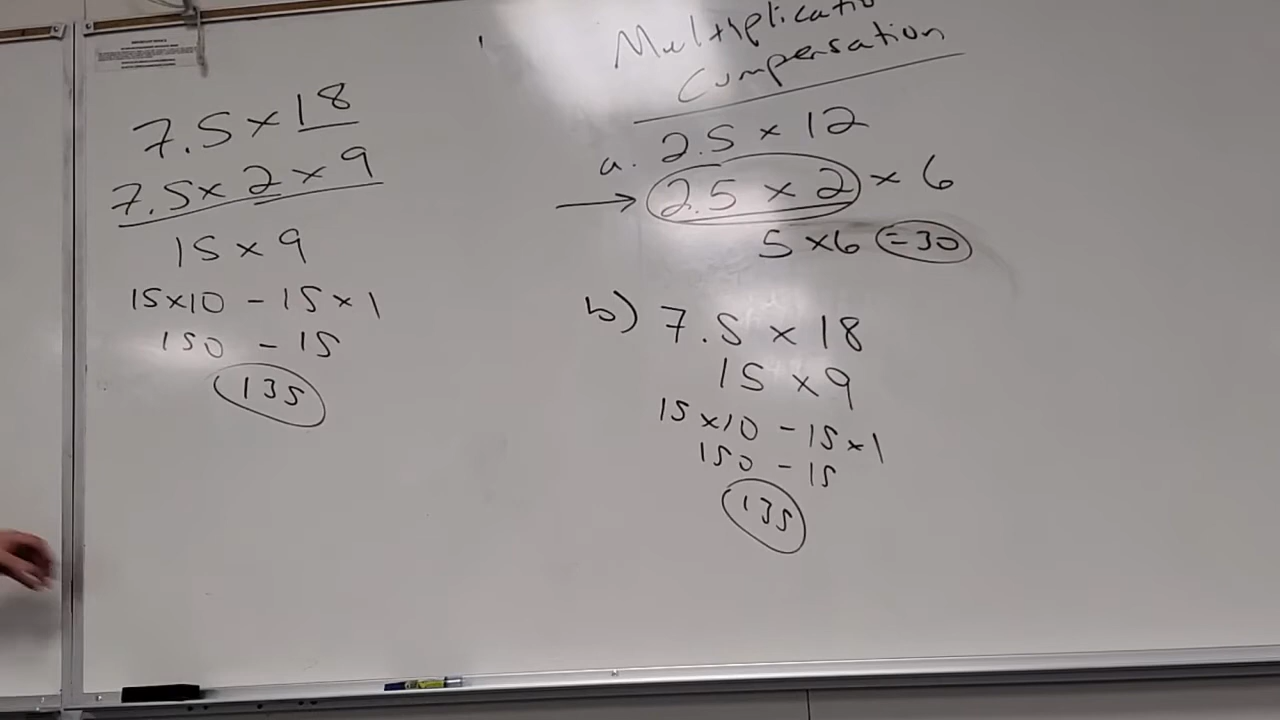 7.5 × 18
7.5 × 2 × 9
15 × 9
15×10 - 15 × 1
150 - 15
135
Multiplicatio
Compensation
a. 2.5 × 12
→ 2.5 × 2 × 6
5 × 6 = 30
b) 7.5 × 18
15 × 9
15 ×10 - 15 × 1
150 - 15
135